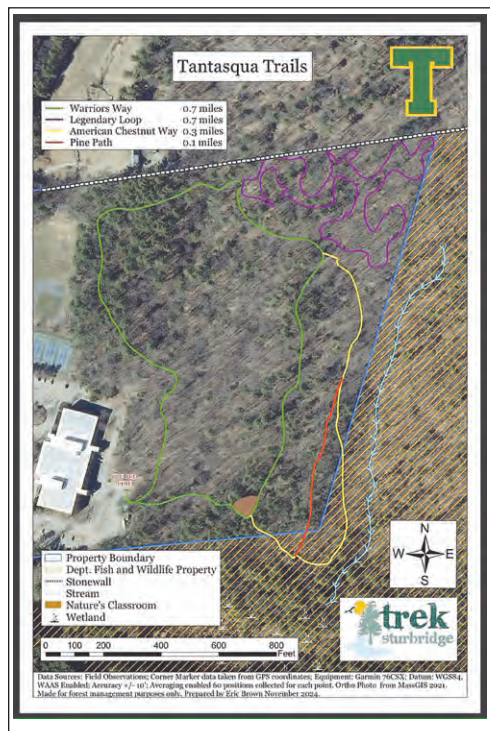 T
Tantasqua Trails
Warriors Way 0.7 miles
Legendary Loop 0.7 miles
American Chestnut Way 0.3 miles
Pine Path 0.1 miles
N
W E
S
Property Boundary
Dept. Fish and Wildlife Property
Stonewall
Stream
Nature's Classroom
Wetland
trek
sturbridge
0 100 200 400 600 800
Feet
Data Sources: Field Observations; Corner Marker data taken from GPS coordinates; Equipment: Garmin 76CSX; Datum: WGS84,
WAAS Enabled; Accuracy +/- 10'; Averaging enabled 60 positions collected for each point. Ortho Photo from MassGIS 2021.
Made for forest management purposes only. Prepared by Eric Brown November 2024.